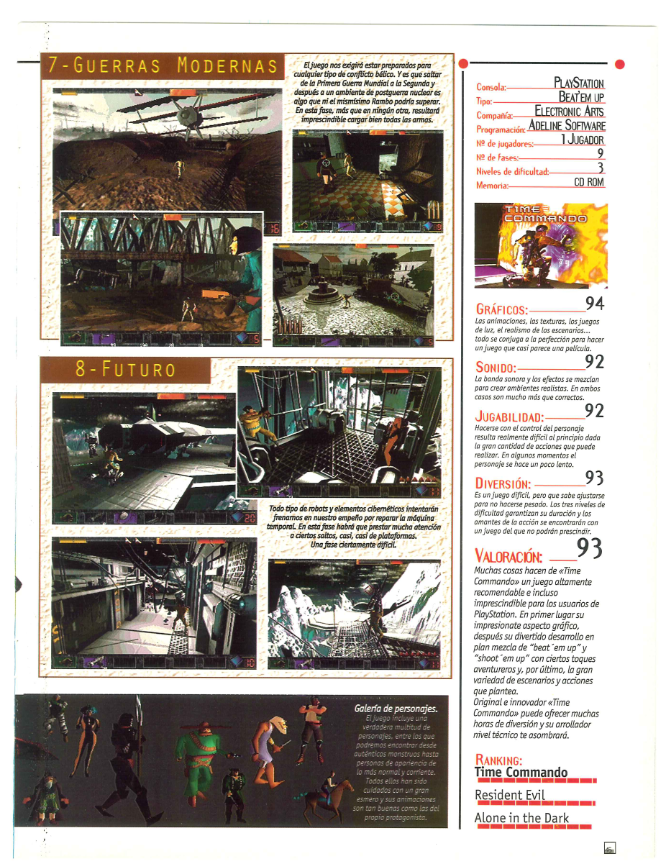 7-GUERRAS MODERNAS
El juego nos exigirá estar preparados para
cualquier tipo de conflicto bélico. Y es que saltar
de la Primera Guerra Mundial a la Segunda y
después a un ambiente de postguerra nuclear es
algo que ni el mismísimo Rambo podría superar.
En esta fase, más que en ningún otra, resultará
imprescindible cargar bien todas las armas.
8-FUTURO
Todo tipo de robots y elementos cibernéticos intentarán
frenarnos en nuestro empeño por reparar la máquina
temporal. En esta fase habrá que prestar mucha atención
a ciertos saltos, casi, casi de plataformas.
Una fase ciertamente difícil.
Galería de personajes.
El juego incluye una
verdadera multitud de
personajes, entre los que
podremos encontrar desde
auténticos monstruos hasta
personas de apariencia de
lo más normal y corriente.
Todos ellos han sido
cuidados con un gran
esmero y sus animaciones
son tan buenas como las del
propio protagonista.
Consola: PLAYSTATION
Tipo: BEAT'EM UP
Compañía: ELECTRONIC ARTS
Programación: ADELINE SOFTWARE
Nº de jugadores: 1 JUGADOR
Nº de fases: 9
Niveles de dificultad: 3
Memoria: CD ROM
TIME
COMMANDO
GRÁFICOS: 94
Las animaciones, las texturas, los juegos
de luz, el realismo de los escenarios...
todo se conjuga a la perfección para hacer
un juego que casi parece una película.
SONIDO: 92
La banda sonora y los efectos se mezclan
para crear ambientes realistas. En ambos
casos son mucho más que correctos.
JUGABILIDAD: 92
Hacerse con el control del personaje
resulta realmente difícil al principio dada
la gran cantidad de acciones que puede
realizar. En algunos momentos el
personaje se hace un poco lento.
DIVERSIÓN: 93
Es un juego difícil, pero que sabe ajustarse
para no hacerse pesado. Los tres niveles de
dificultad garantizan su duración y los
amantes de la acción se encontrarán con
un juego del que no podrán prescindir.
VALORACIÓN: 93
Muchas cosas hacen de «Time
Commando» un juego altamente
recomendable e incluso
imprescindible para los usuarios de
PlayStation. En primer lugar su
impresionate aspecto gráfico,
después su divertido desarrollo en
plan mezcla de "beat´em up" y
"shoot´em up" con ciertos toques
aventureros y, por último, la gran
variedad de escenarios y acciones
que plantea.
Original e innovador «Time
Commando» puede ofrecer muchas
horas de diversión y su arrollador
nivel técnico te asombrará.
RANKING:
Time Commando
Resident Evil
Alone in the Dark